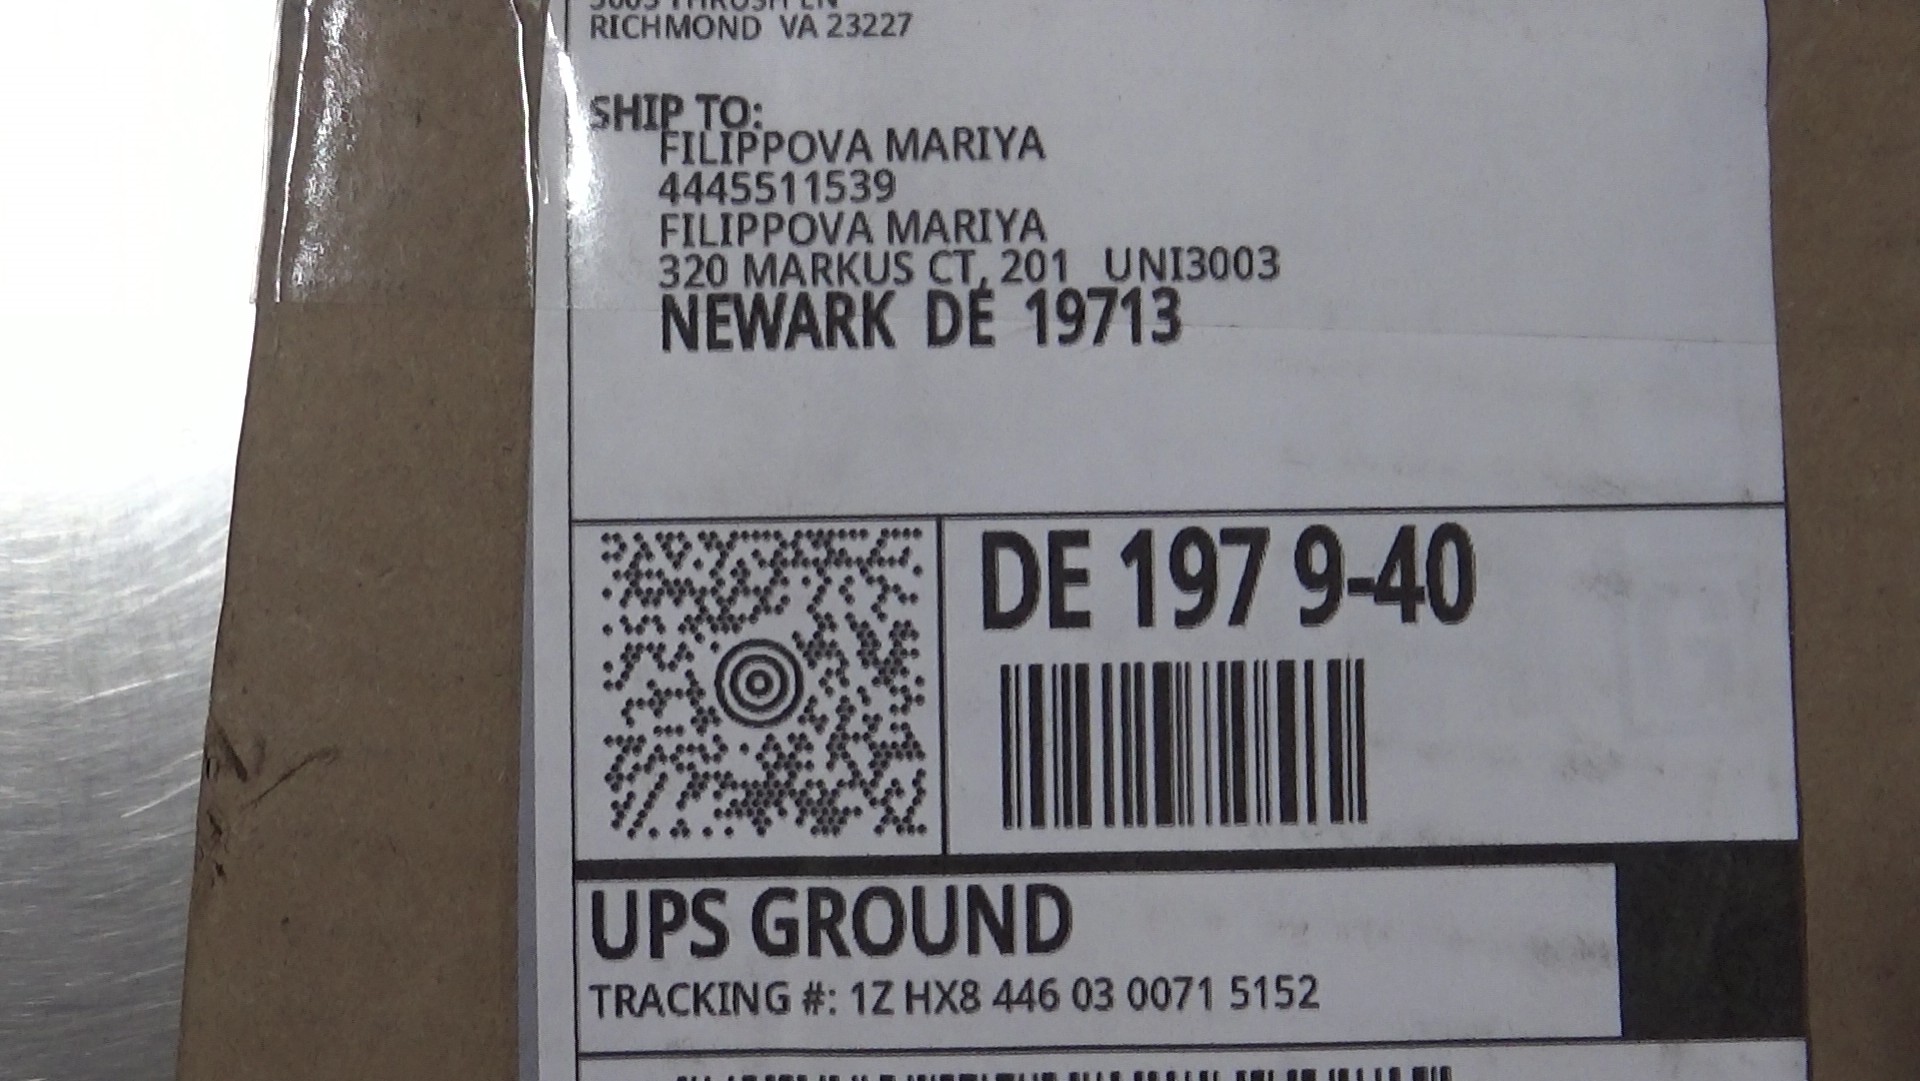 RICHMOND VA 23227
SHIP TO:
FILIPPOVA MARIYA
4445511539
FILIPPOVA MARIYA
320 MARKUS CT, 201 UNI3003
NEWARK DE 19713
DE 197 9-40
UPS GROUND
TRACKING #: 1Z HX8 446 03 0071 5152